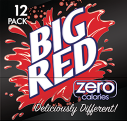 12
PACK
BIG
RED
zero
calories
¡Deliciously Different!